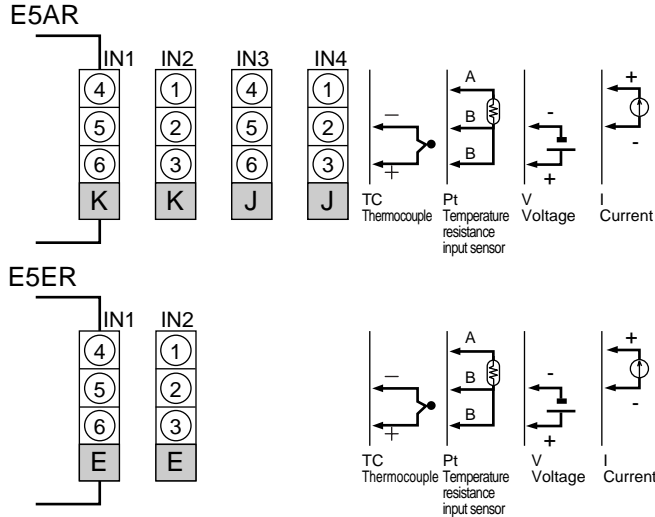 E5AR
IN1 IN2 IN3 IN4
4 1 4 1 A +
5 2 5 2 – B - -
6 3 6 3 + B +
K K J J
TC Pt V I
Thermocouple Temperature Voltage Current
resistance
input sensor
E5ER
IN1 IN2
4 1 A +
5 2 – B - -
6 3 + B +
E E
TC Pt V I
Thermocouple Temperature Voltage Current
resistance
input sensor